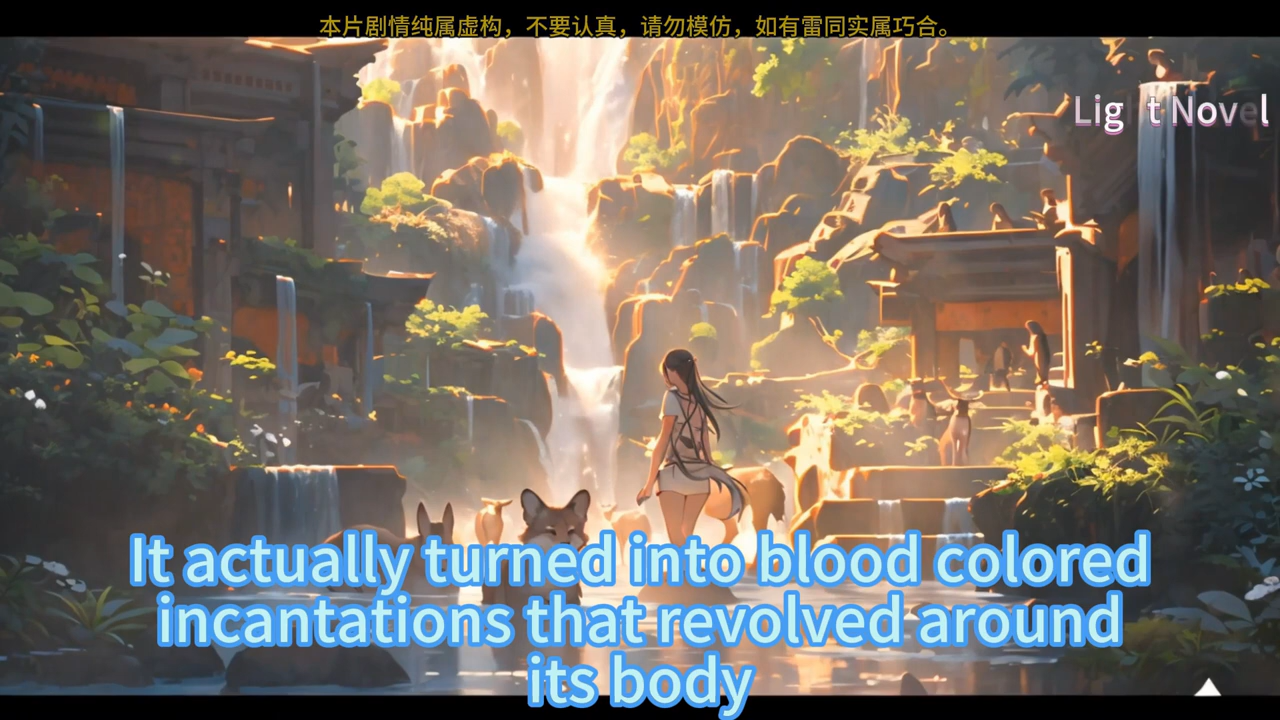 本片剧情纯属虚构，不要认真，请勿模仿，如有雷同实属巧合。
Lig t Novel
It actually turned into blood colored
incantations that revolved around
its body